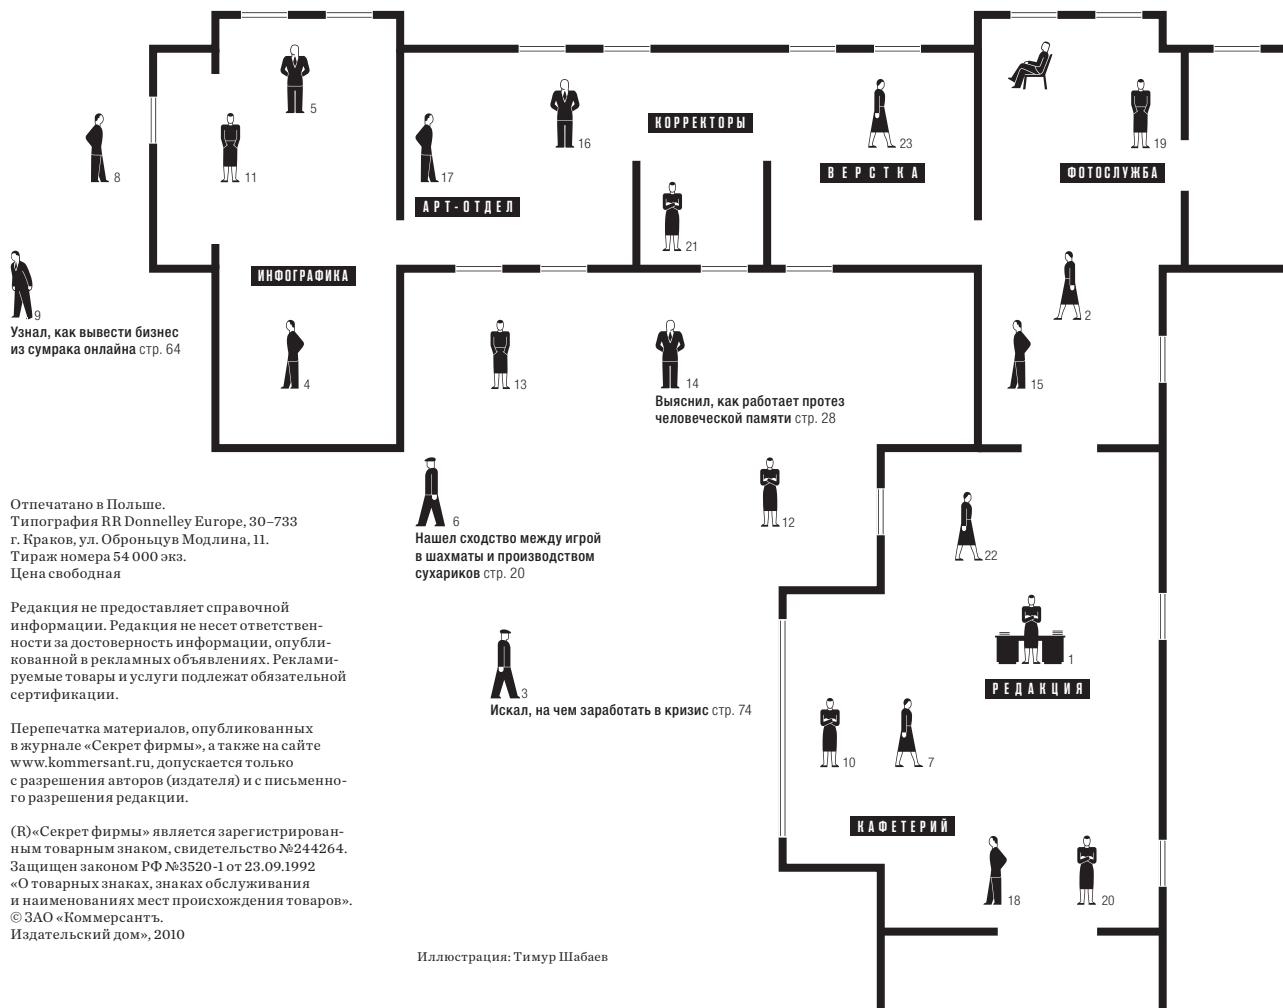 5
16
КОРРЕКТОРЫ
23
19
8
11
17
ВЕРСТКА
ФОТОСЛУЖБА
АРТ-ОТДЕЛ
21
ИНФОГРАФИКА
9
Узнал, как вывести бизнес
из сумрака онлайна стр. 64
2
4
13
14
15
Выяснил, как работает протез
человеческой памяти стр. 28
6
Нашел сходство между игрой
в шахматы и производством
сухариков стр. 20
12
22
1
РЕДАКЦИЯ
3
Искал, на чем заработать в кризис стр. 74
10
7
КАФЕТЕРИЙ
18
20
Отпечатано в Польше.
Типография RR Donnelley Europe, 30–733
г. Краков, ул. Оброньцув Модлина, 11.
Тираж номера 54 000 экз.
Цена свободная
Редакция не предоставляет справочной
информации. Редакция не несет ответствен-
ности за достоверность информации, опубли-
кованной в рекламных объявлениях. Реклами-
руемые товары и услуги подлежат обязательной
сертификации.
Перепечатка материалов, опубликованных
в журнале «Секрет фирмы», а также на сайте
www.kommersant.ru, допускается только
с разрешения авторов (издателя) и с письменно-
го разрешения редакции.
(R)«Секрет фирмы» является зарегистрирован-
ным товарным знаком, свидетельство №244264.
Защищен законом РФ №3520-1 от 23.09.1992
«О товарных знаках, знаках обслуживания
и наименованиях мест происхождения товаров».
© ЗАО «Коммерсантъ.
Издательский дом», 2010
Иллюстрация: Тимур Шабаев